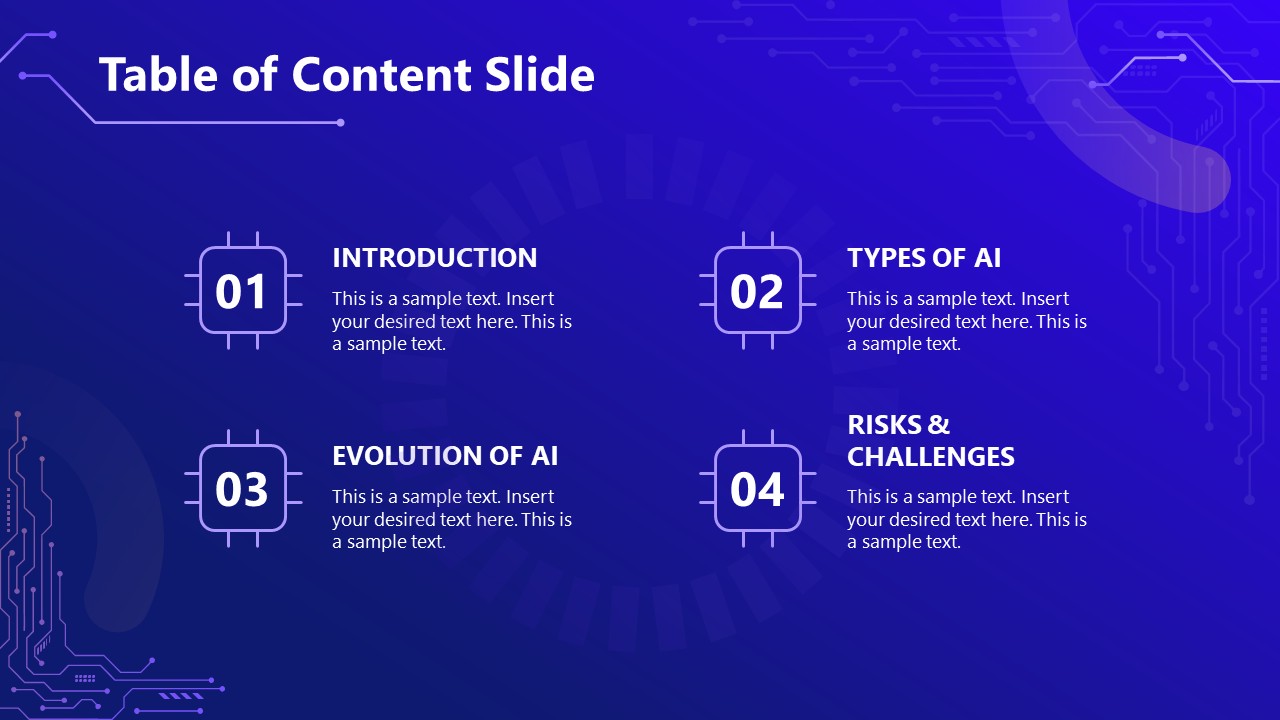 Table of Content Slide
01
INTRODUCTION
This is a sample text. Insert
your desired text here. This is
a sample text.
02
TYPES OF AI
This is a sample text. Insert
your desired text here. This is
a sample text.
03
EVOLUTION OF AI
This is a sample text. Insert
your desired text here. This is
a sample text.
04
RISKS &
CHALLENGES
This is a sample text. Insert
your desired text here. This is
a sample text.